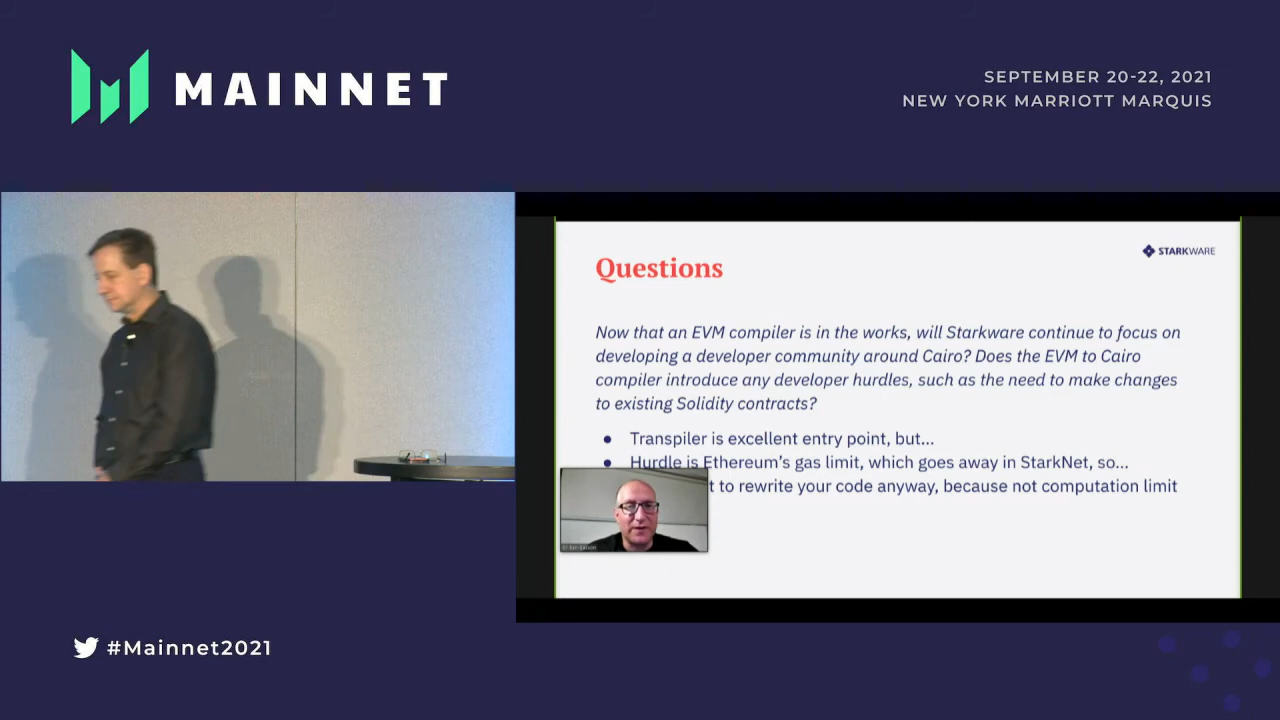 MAINNET
SEPTEMBER 20-22, 2021
NEW YORK MARRIOTT MARQUIS
STARKWARE
Questions
Now that an EVM compiler is in the works, will Starkware continue to focus on
developing a developer community around Cairo? Does the EVM to Cairo
compiler introduce any developer hurdles, such as the need to make changes
to existing Solidity contracts?
● Transpiler is excellent entry point, but...
● Hurdle is Ethereum's gas limit, which goes away in StarkNet, so...
to rewrite your code anyway, because not computation limit
#Mainnet2021